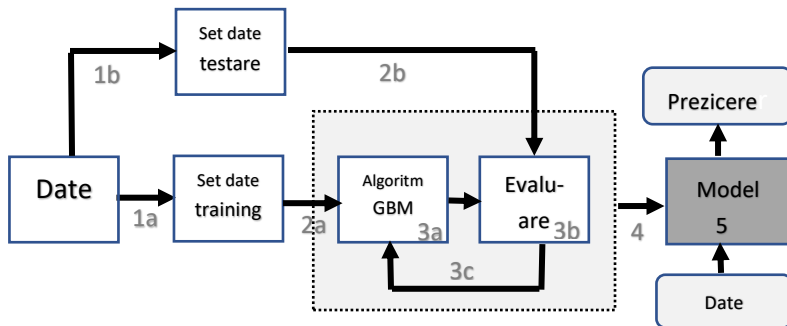 Set date
testare
1b
2b
Prezicere
Date
1a
Set date
training
2a
Algoritm
GBM
3a
Evalu-
are
3b
3c
4
Model
5
Date